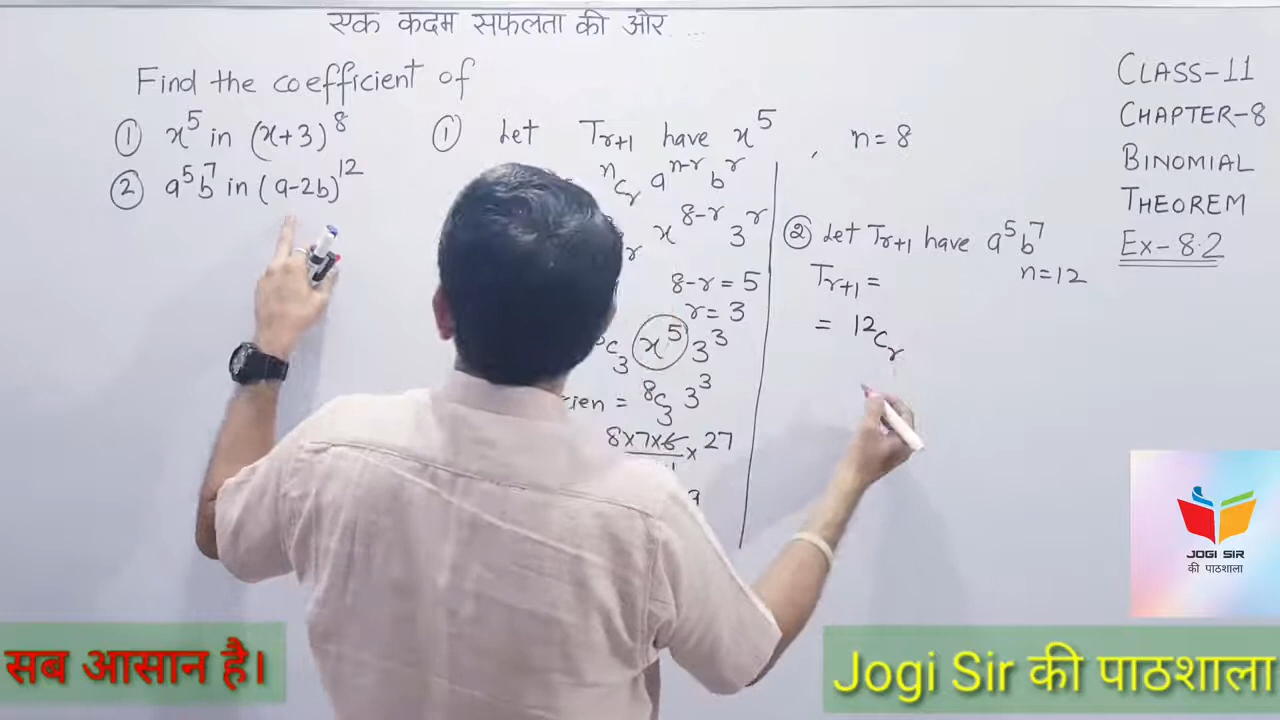 एक कदम सफलता की ओर ...
Find the coefficient of
① x⁵ in (x+3)⁸
② a⁵b⁷ in (a-2b)¹²
① Let Tr+1 have x⁵ , n=8
ⁿCᵣ aⁿ⁻ʳ bʳ
r x⁸⁻ʳ 3ʳ
8-r = 5
r = 3
C₃ x⁵ 3³
cien = ⁸C₃ 3³
8×7×6 × 27
② Let Tr+1 have a⁵b⁷
n=12
Tr+1 =
= ¹²Cᵣ
CLASS-11
CHAPTER-8
BINOMIAL
THEOREM
Ex-8.2
JOGI SIR
की पाठशाला
सब आसान है।
Jogi Sir की पाठशाला